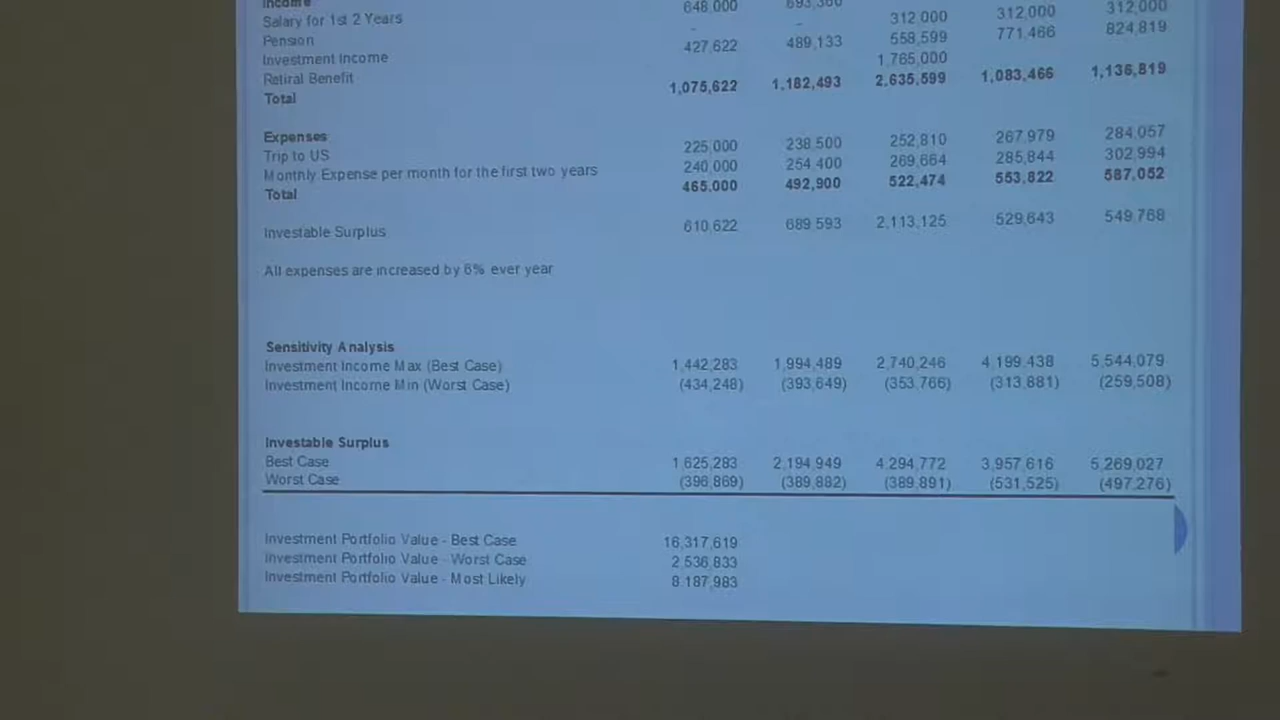 Income
Salary for 1st 2 Years 648,000 693,360 312,000 312,000 312,000
Pension - -
Investment Income 427,622 489,133 558,599 771,466 824,819
Retiral Benefit 1,765,000
Total 1,075,622 1,182,493 2,635,599 1,083,466 1,136,819
Expenses
Trip to US 225,000 238,500 252,810 267,979 284,057
Monthly Expense per month for the first two years 240,000 254,400 269,664 285,844 302,994
Total 465,000 492,900 522,474 553,822 587,052
Investable Surplus 610,622 689,593 2,113,125 529,643 549,768
All expenses are increased by 6% ever year
Sensitivity Analysis
Investment Income Max (Best Case) 1,442,283 1,994,489 2,740,246 4,199,438 5,544,079
Investment Income Min (Worst Case) (434,248) (393,649) (353,766) (313,881) (259,508)
Investable Surplus
Best Case 1,625,283 2,194,949 4,294,772 3,957,616 5,269,027
Worst Case (396,869) (389,882) (389,891) (531,525) (497,276)
Investment Portfolio Value - Best Case 16,317,619
Investment Portfolio Value - Worst Case 2,536,833
Investment Portfolio Value - Most Likely 8,187,983